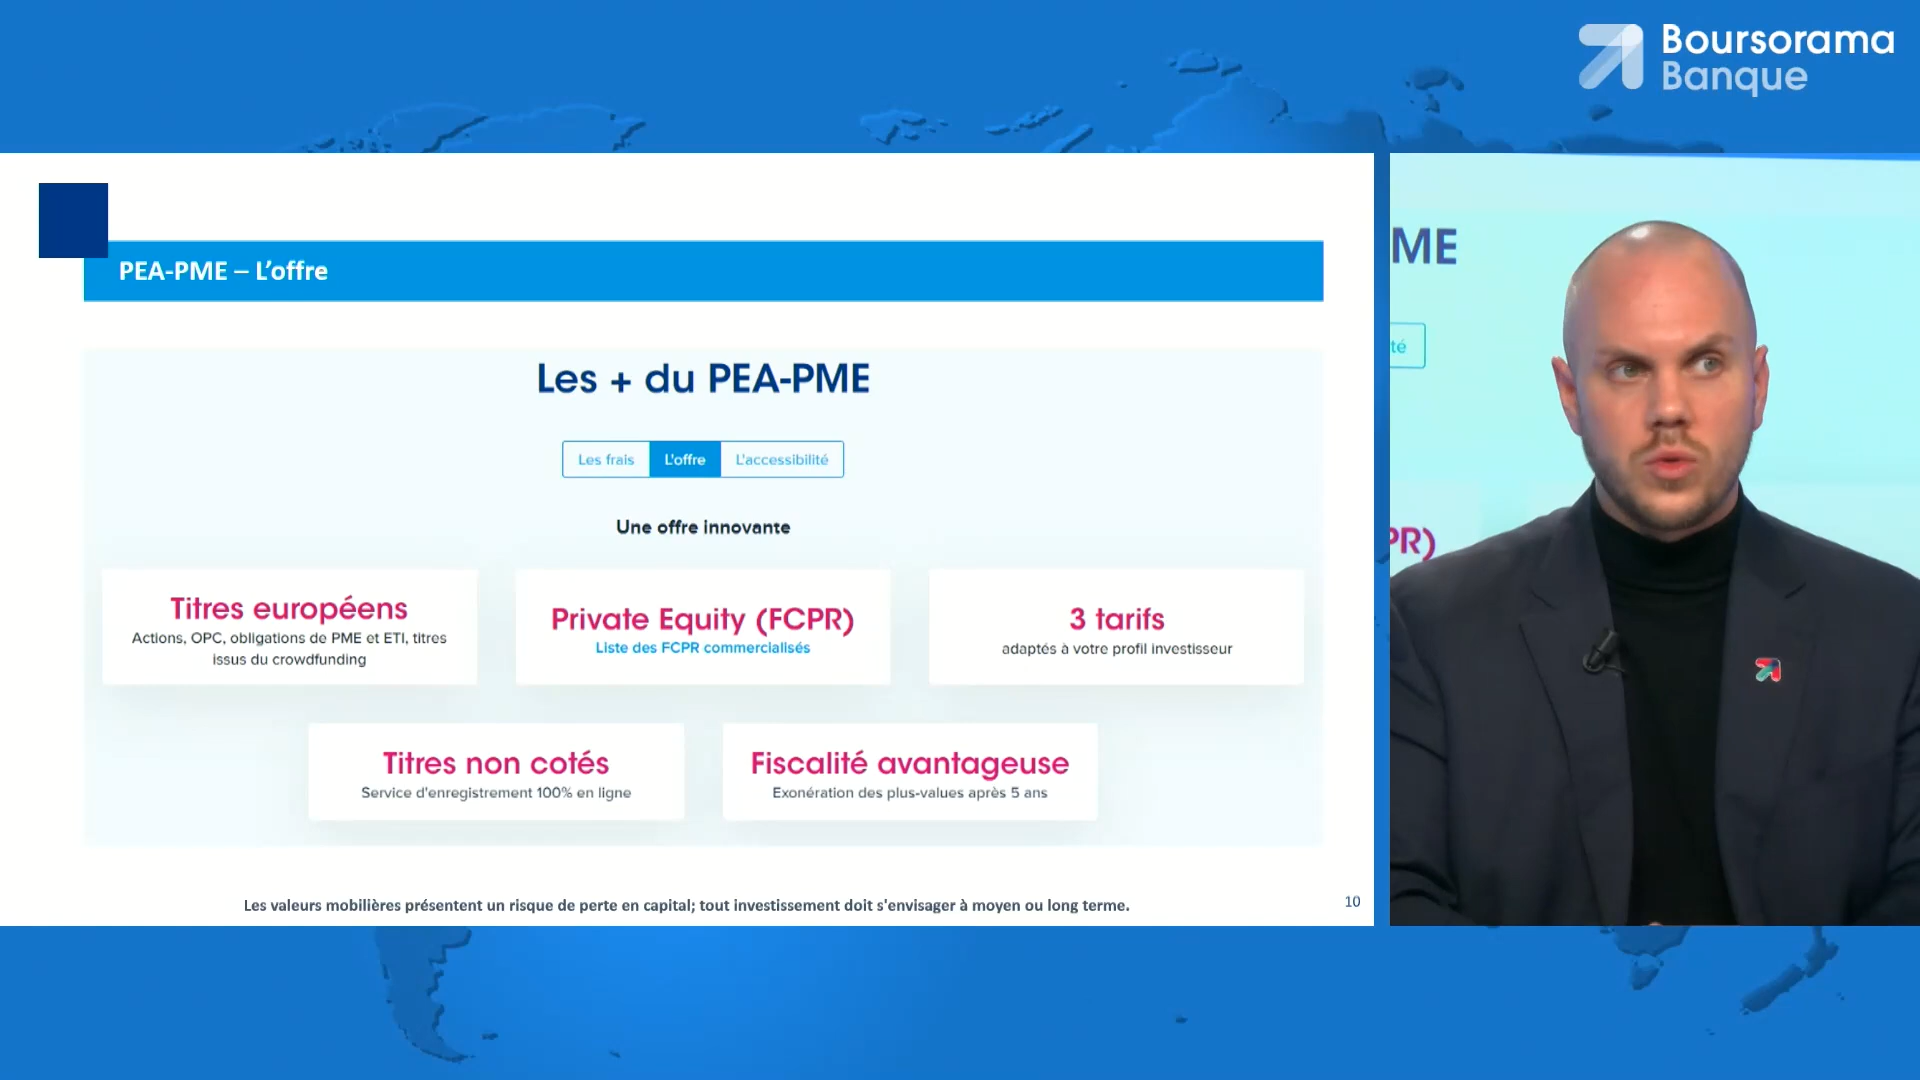 Boursorama
Banque
PEA-PME – L’offre
Les + du PEA-PME
Les frais
L'offre
L'accessibilité
Une offre innovante
Titres européens
Actions, OPC, obligations de PME et ETI, titres
issus du crowdfunding
Private Equity (FCPR)
Liste des FCPR commercialisés
3 tarifs
adaptés à votre profil investisseur
Titres non cotés
Service d'enregistrement 100% en ligne
Fiscalité avantageuse
Exonération des plus-values après 5 ans
Les valeurs mobilières présentent un risque de perte en capital; tout investissement doit s'envisager à moyen ou long terme.
10
ME
té
PR)